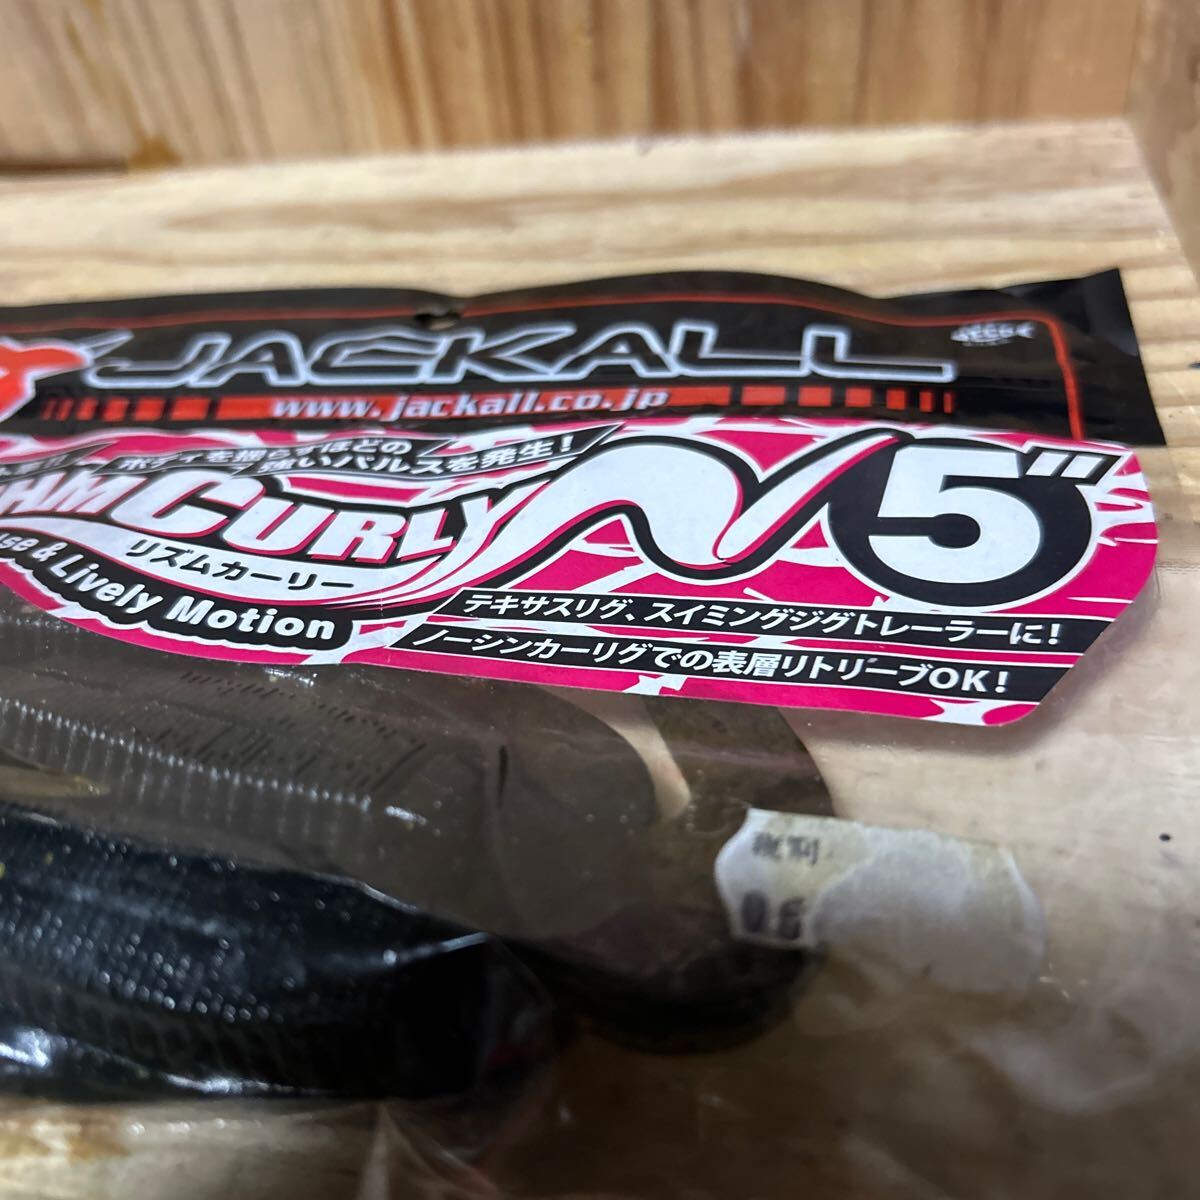 JACKALL
www.jackall.co.jp
ボディを揺らすほどの
強いパルスを発生!
HMCURLY
5"
リズムカーリー
& Lively Motion
テキサスリグ、スイミングジグトレーラーに!
ノーシンカーリグでの表層リトリーブOK!